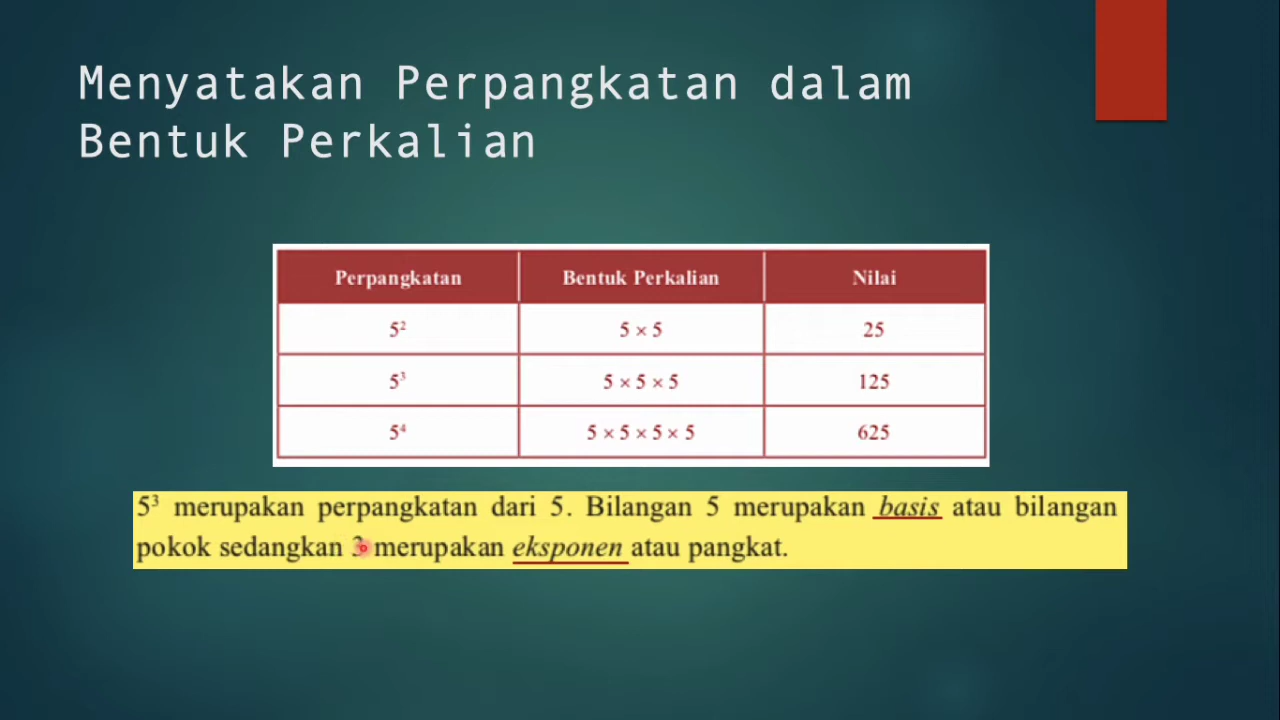 Menyatakan Perpangkatan dalam
Bentuk Perkalian
Perpangkatan Bentuk Perkalian Nilai
5² 5 × 5 25
5³ 5 × 5 × 5 125
5⁴ 5 × 5 × 5 × 5 625
5³ merupakan perpangkatan dari 5. Bilangan 5 merupakan basis atau bilangan
pokok sedangkan 3 merupakan eksponen atau pangkat.